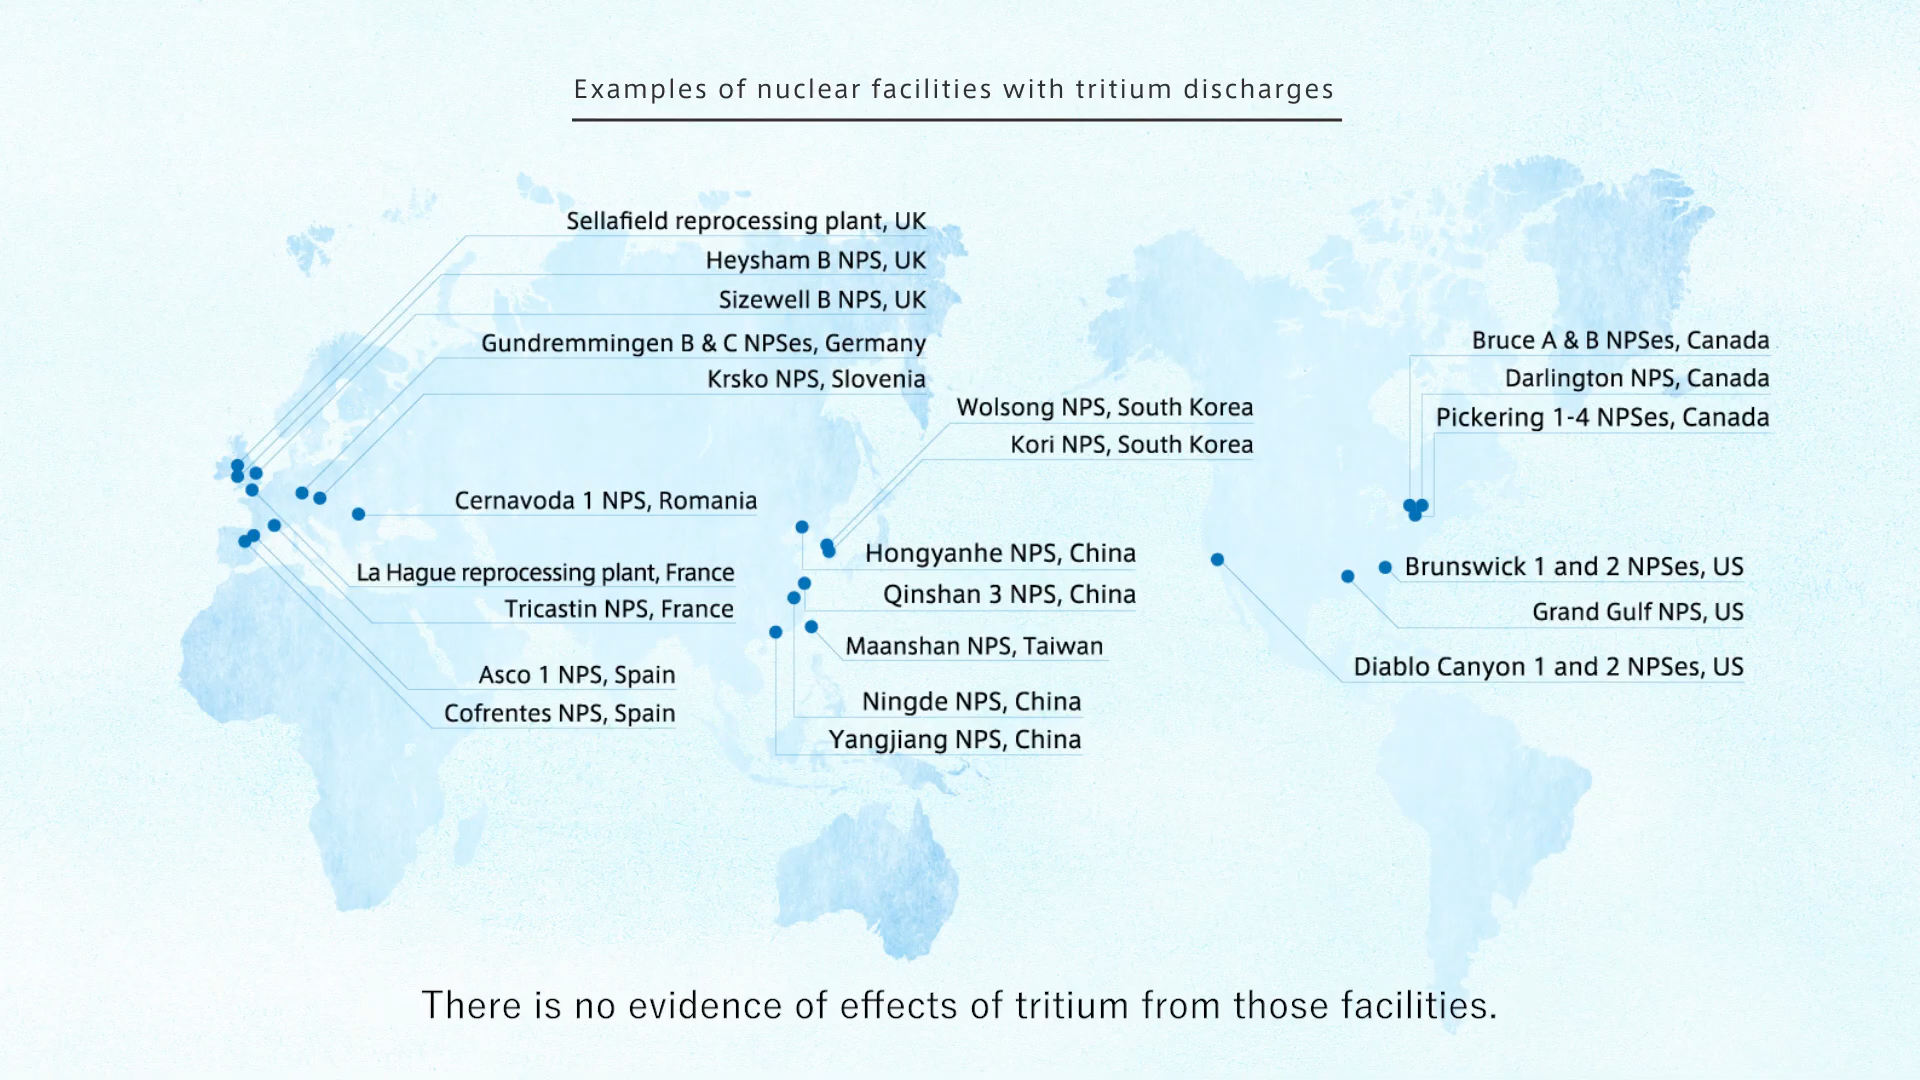 Examples of nuclear facilities with tritium discharges
Sellafield reprocessing plant, UK
Heysham B NPS, UK
Sizewell B NPS, UK
Gundremmingen B & C NPSes, Germany
Krsko NPS, Slovenia
Cernavoda 1 NPS, Romania
La Hague reprocessing plant, France
Tricastin NPS, France
Asco 1 NPS, Spain
Cofrentes NPS, Spain
Wolsong NPS, South Korea
Kori NPS, South Korea
Hongyanhe NPS, China
Qinshan 3 NPS, China
Maanshan NPS, Taiwan
Ningde NPS, China
Yangjiang NPS, China
Bruce A & B NPSes, Canada
Darlington NPS, Canada
Pickering 1-4 NPSes, Canada
Brunswick 1 and 2 NPSes, US
Grand Gulf NPS, US
Diablo Canyon 1 and 2 NPSes, US
There is no evidence of effects of tritium from those facilities.